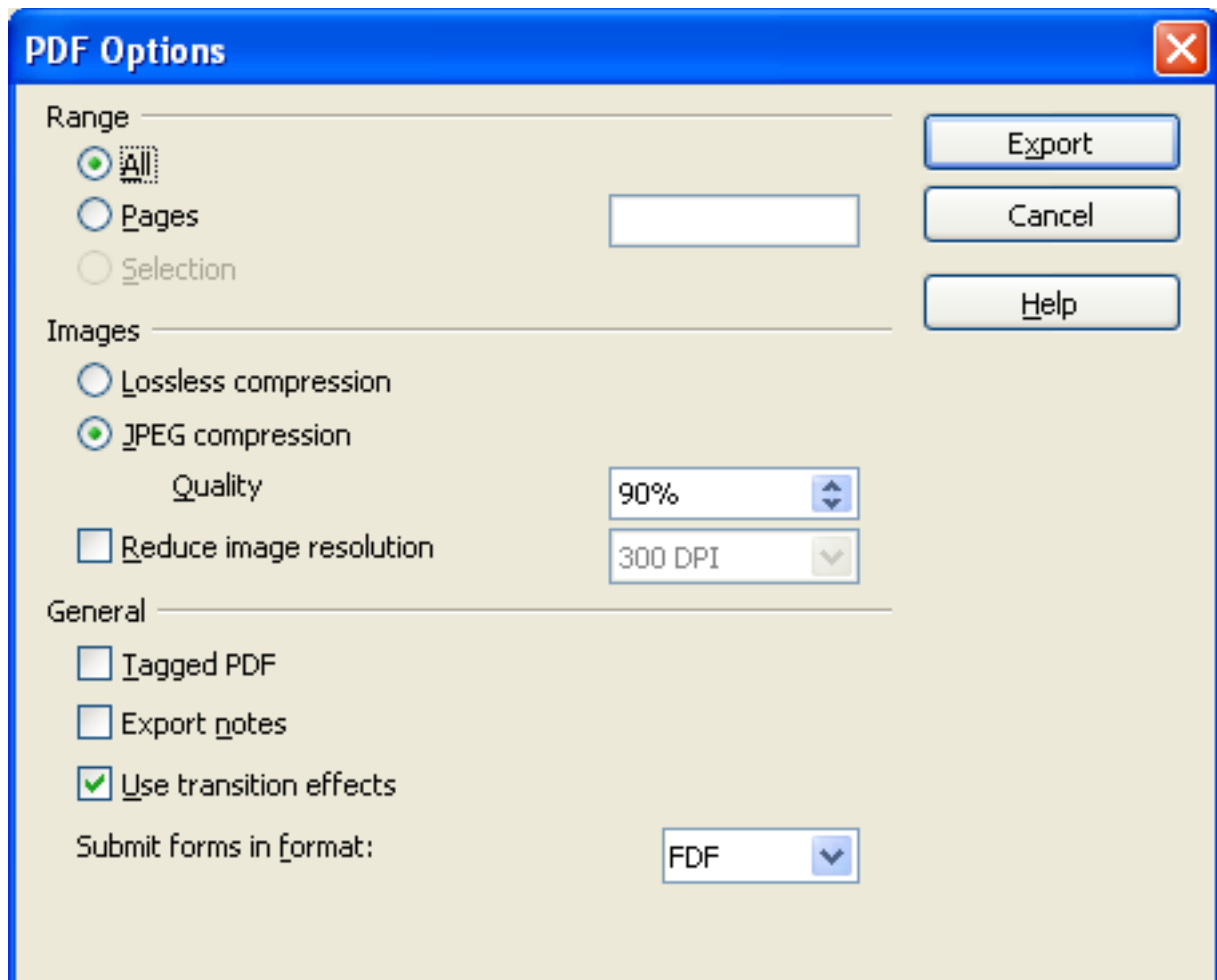 PDF Options
Range
All
Pages
Selection
Export
Cancel
Help
Images
Lossless compression
JPEG compression
Quality
90%
Reduce image resolution
300 DPI
General
Tagged PDF
Export notes
Use transition effects
Submit forms in format:
FDF